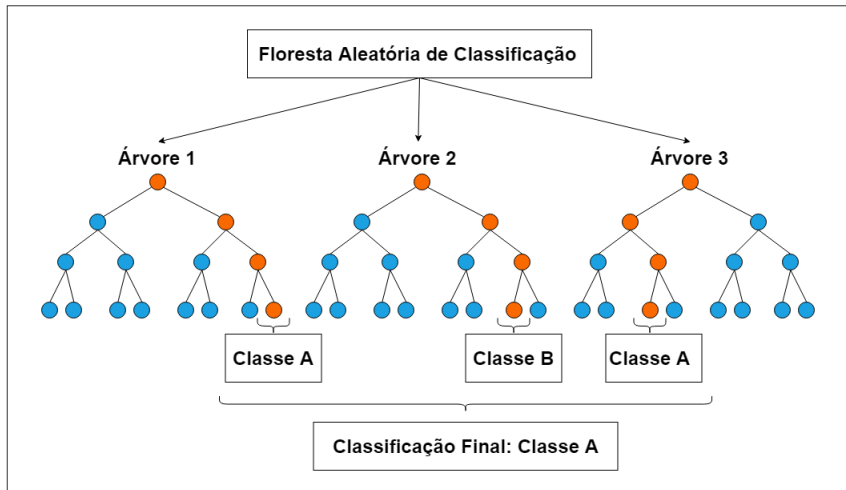 Floresta Aleatória de Classificação
Árvore 1
Árvore 2
Árvore 3
Classe A
Classe B
Classe A
Classificação Final: Classe A